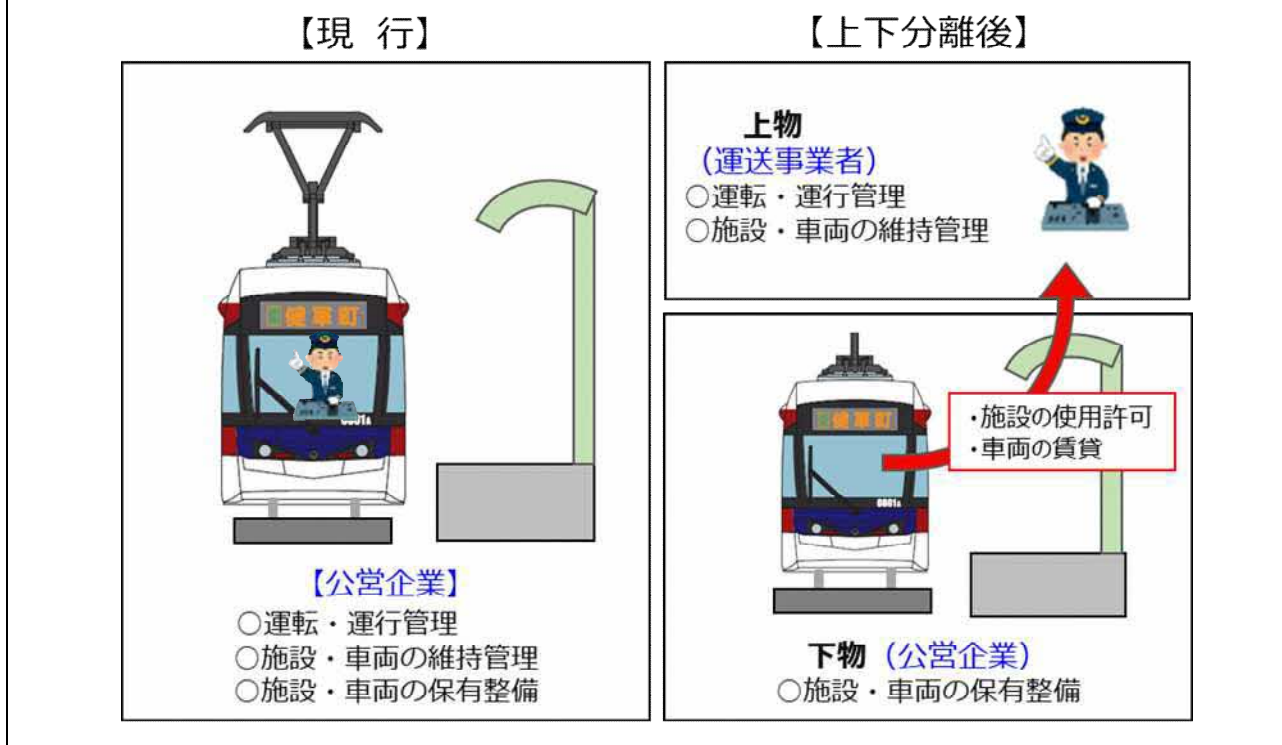 【現 行】
健軍町
0801A
【公営企業】
○運転・運行管理
○施設・車両の維持管理
○施設・車両の保有整備
【上下分離後】
上物
（運送事業者）
○運転・運行管理
○施設・車両の維持管理
・施設の使用許可
・車両の賃貸
健軍町
0801A
下物（公営企業）
○施設・車両の保有整備